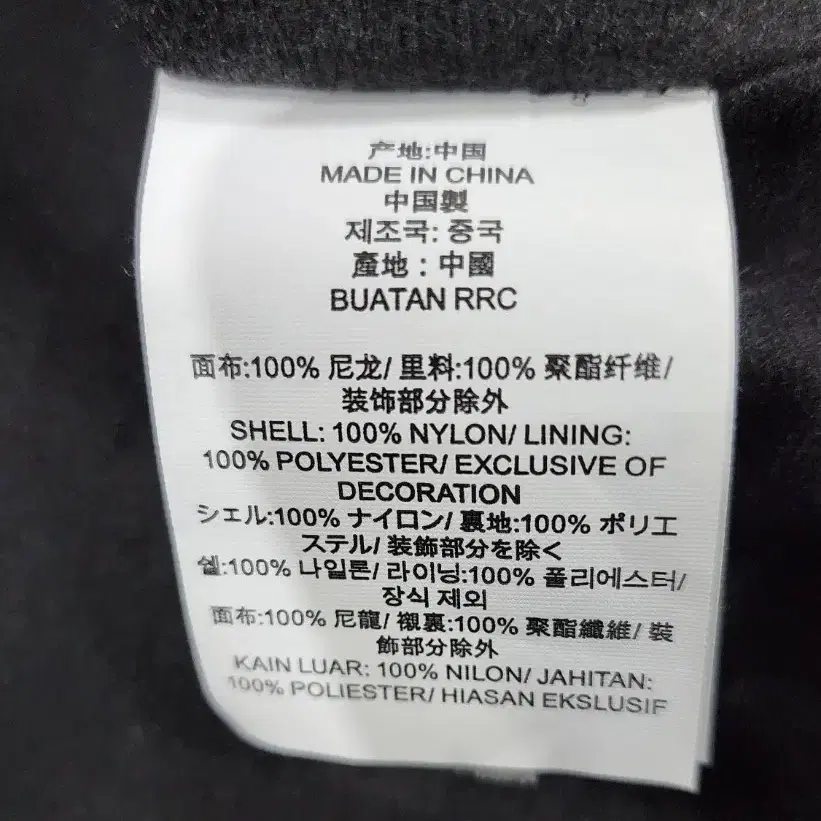 产地:中国
MADE IN CHINA
中国製
제조국: 중국
產地：中國
BUATAN RRC
面布:100% 尼龙/ 里料:100% 聚酯纤维/
装饰部分除外
SHELL: 100% NYLON/ LINING:
100% POLYESTER/ EXCLUSIVE OF
DECORATION
シェル:100% ナイロン/ 裏地:100% ポリエ
ステル/ 装飾部分を除く
쉘:100% 나일론/ 라이닝:100% 폴리에스터/
장식 제외
面布:100% 尼龍/ 襯裏:100% 聚酯纖維/ 裝
飾部分除外
KAIN LUAR: 100% NILON/ JAHITAN:
100% POLIESTER/ HIASAN EKSLUSIF